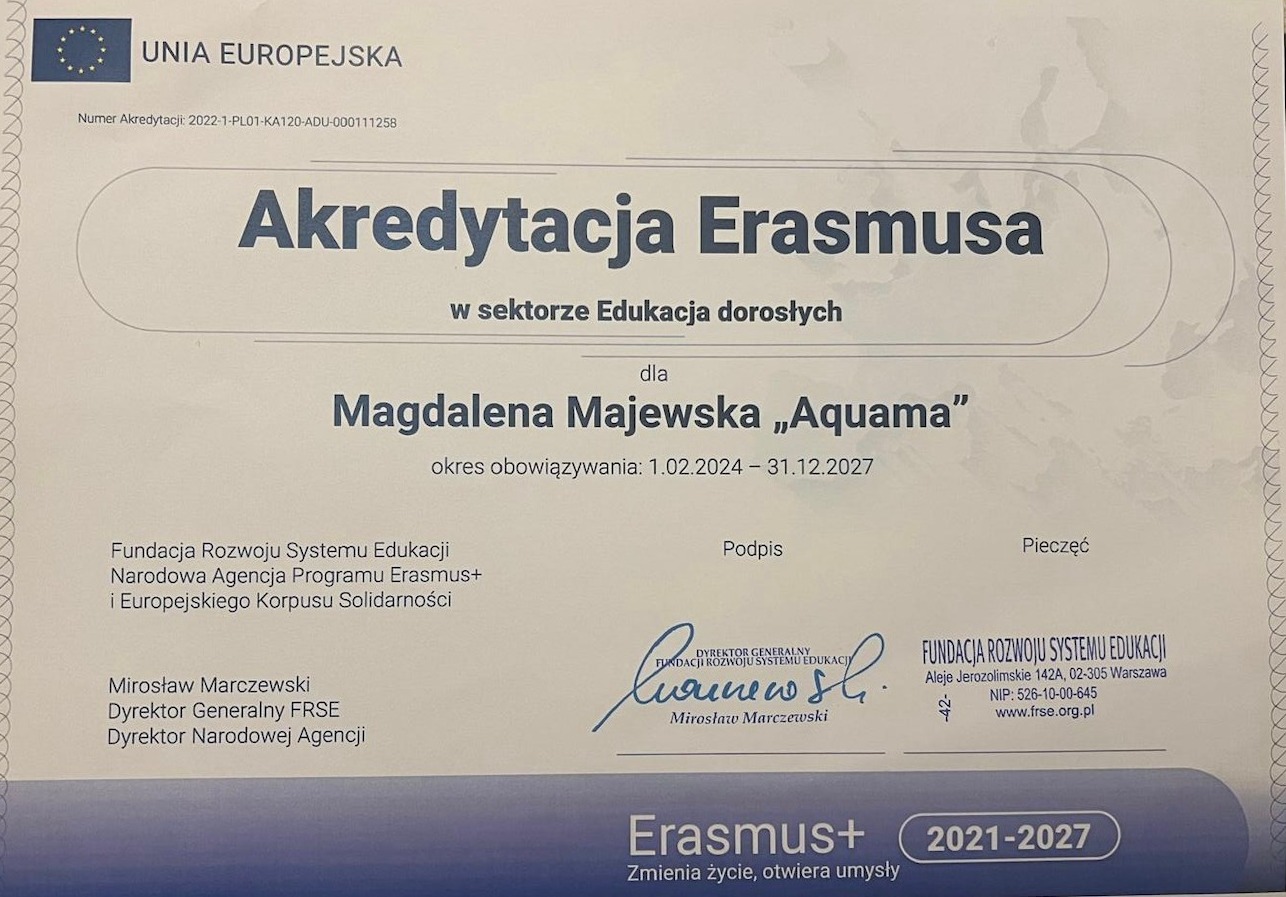 UNIA EUROPEJSKA
Numer Akredytacji: 2022-1-PL01-KA120-ADU-000111258
Akredytacja Erasmusa
w sektorze Edukacja dorosłych
dla
Magdalena Majewska „Aquama”
okres obowiązywania: 1.02.2024 – 31.12.2027
Fundacja Rozwoju Systemu Edukacji
Narodowa Agencja Programu Erasmus+
i Europejskiego Korpusu Solidarności
Mirosław Marczewski
Dyrektor Generalny FRSE
Dyrektor Narodowej Agencji
Podpis
DYREKTOR GENERALNY
FUNDACJI ROZWOJU SYSTEMU EDUKACJI
Mirosław Marczewski
Pieczęć
FUNDACJA ROZWOJU SYSTEMU EDUKACJI
Aleje Jerozolimskie 142A, 02-305 Warszawa
NIP: 526-10-00-645
www.frse.org.pl
-42-
Erasmus+
2021-2027
Zmienia życie, otwiera umysły